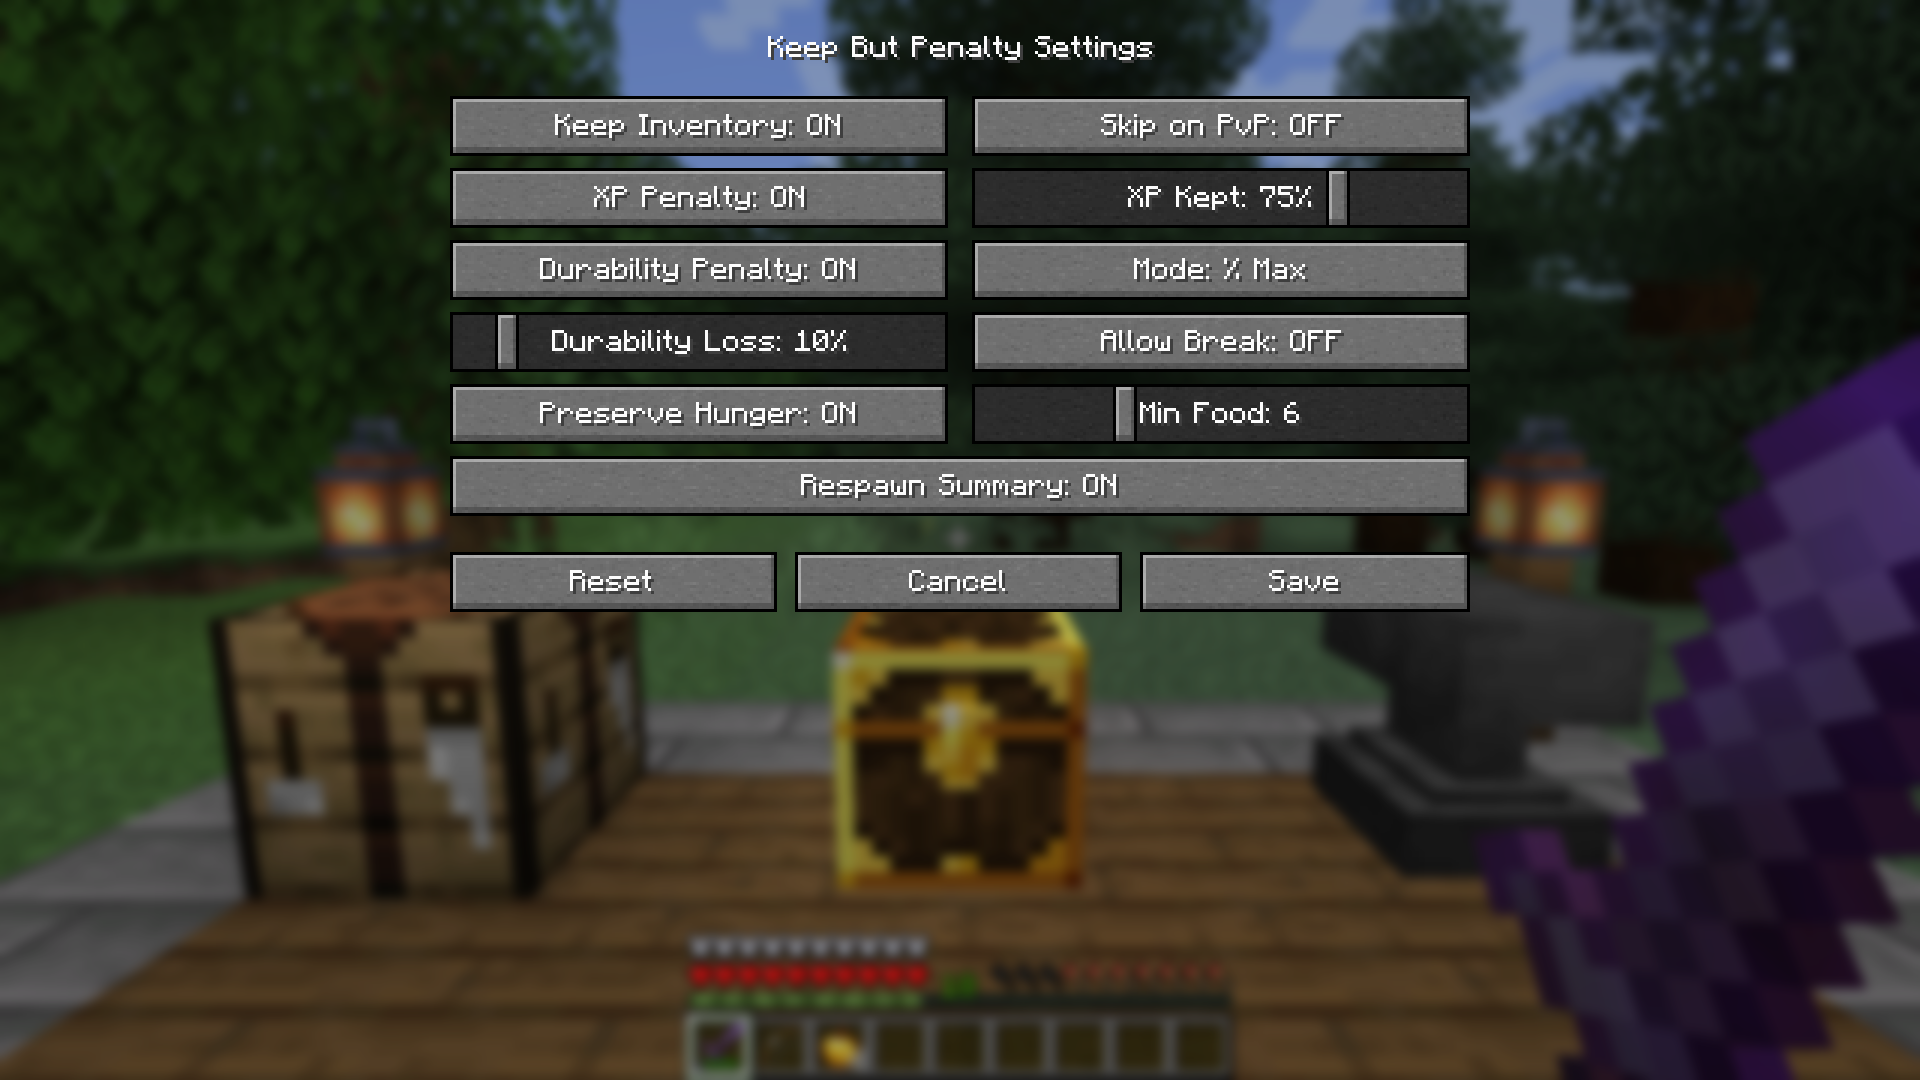 Keep But Penalty Settings
Keep Inventory: ON
Skip on PvP: OFF
XP Penalty: ON
XP Kept: 75%
Durability Penalty: ON
Mode: % Max
Durability Loss: 10%
Allow Break: OFF
Preserve Hunger: ON
Min Food: 6
Respawn Summary: ON
Reset
Cancel
Save